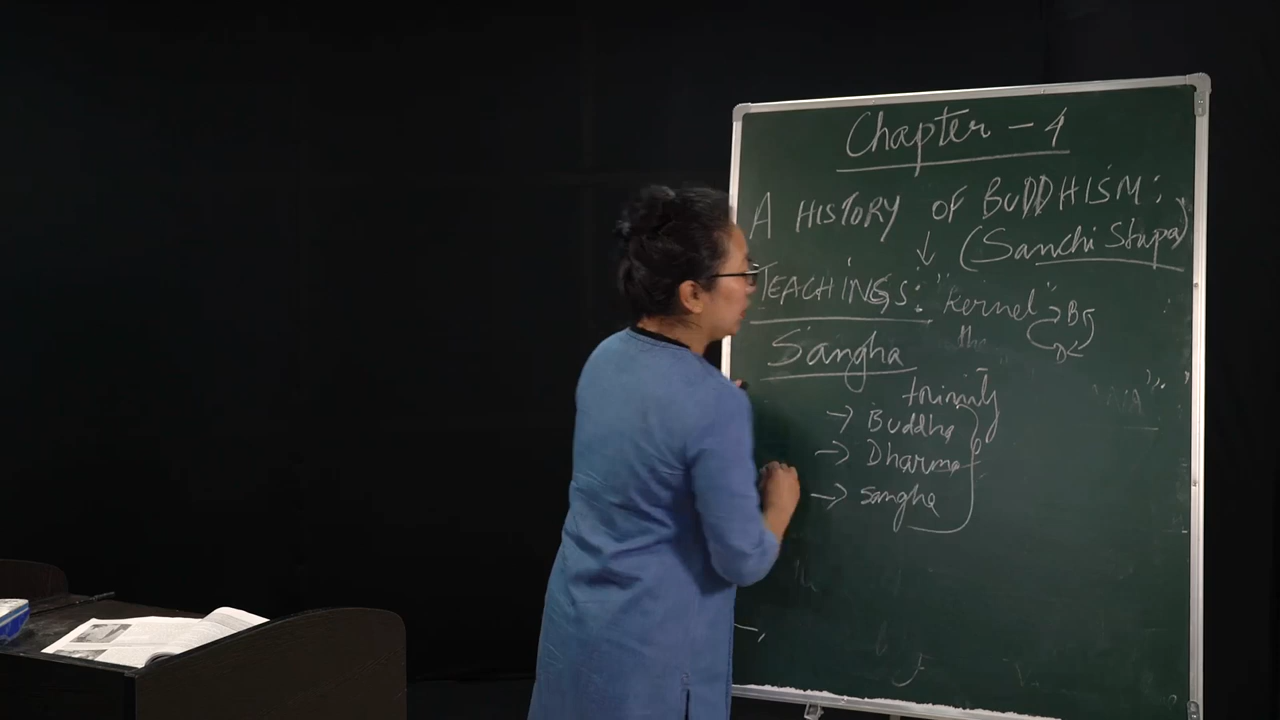 Chapter - 4
A HISTORY OF BUDDHISM:
↓ (Sanchi Stupa)
TEACHINGS: "Kernel" → B
the
Sangha
trinity
→ Buddha
→ Dharma
→ Sangha